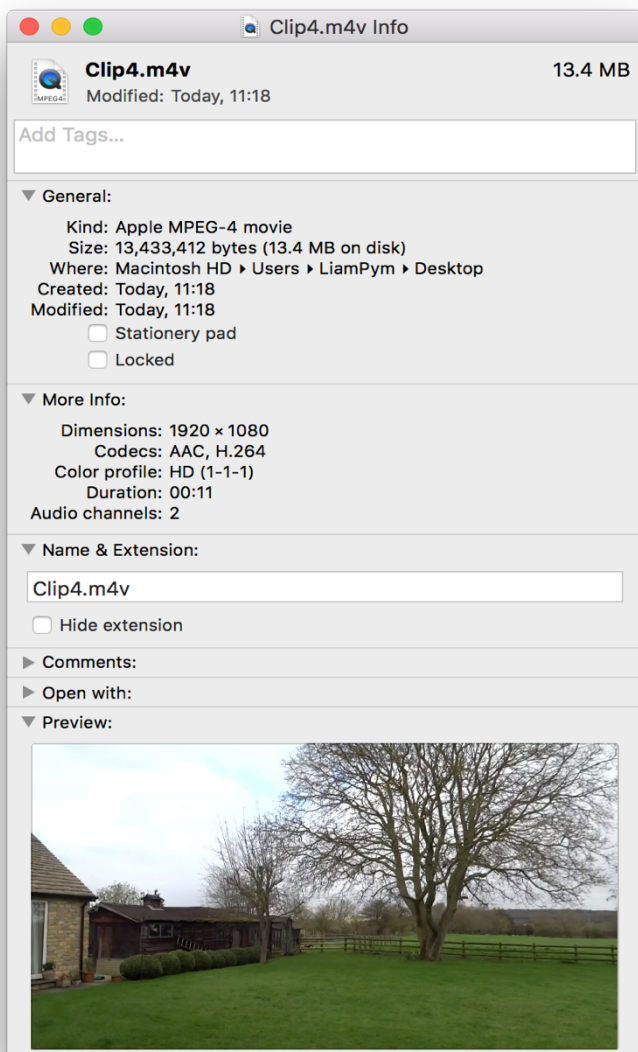 Clip4.m4v Info
Clip4.m4v 13.4 MB
MPEG4
Modified: Today, 11:18
Add Tags...
General:
Kind: Apple MPEG-4 movie
Size: 13,433,412 bytes (13.4 MB on disk)
Where: Macintosh HD ▸ Users ▸ LiamPym ▸ Desktop
Created: Today, 11:18
Modified: Today, 11:18
Stationery pad
Locked
More Info:
Dimensions: 1920 × 1080
Codecs: AAC, H.264
Color profile: HD (1-1-1)
Duration: 00:11
Audio channels: 2
Name & Extension:
Clip4.m4v
Hide extension
Comments:
Open with:
Preview: